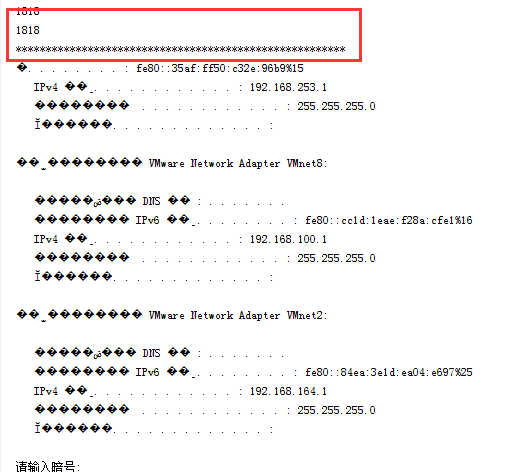 1818
1818
*******************************************************
�. . . . . . . . : fe80::35af:ff50:c32e:96b9%15
IPv4 ��ַ. . . . . . . . . . . . : 192.168.253.1
�������� . . . . . . . . . . . . : 255.255.255.0
Ĭ������. . . . . . . . . . . . . :
��̫�������� VMware Network Adapter VMnet8:
�����ض��� DNS �� : . . . . . . .
�������� IPv6 ��ַ. . . . . . . . : fe80::cc1d:1eae:f28a:cfe1%16
IPv4 ��ַ. . . . . . . . . . . . : 192.168.100.1
�������� . . . . . . . . . . . . : 255.255.255.0
Ĭ������. . . . . . . . . . . . . :
��̫�������� VMware Network Adapter VMnet2:
�����ض��� DNS �� : . . . . . . .
�������� IPv6 ��ַ. . . . . . . . : fe80::84ea:3e1d:ea04:e697%25
IPv4 ��ַ. . . . . . . . . . . . : 192.168.164.1
�������� . . . . . . . . . . . . : 255.255.255.0
Ĭ������. . . . . . . . . . . . . :
请输入暗号: